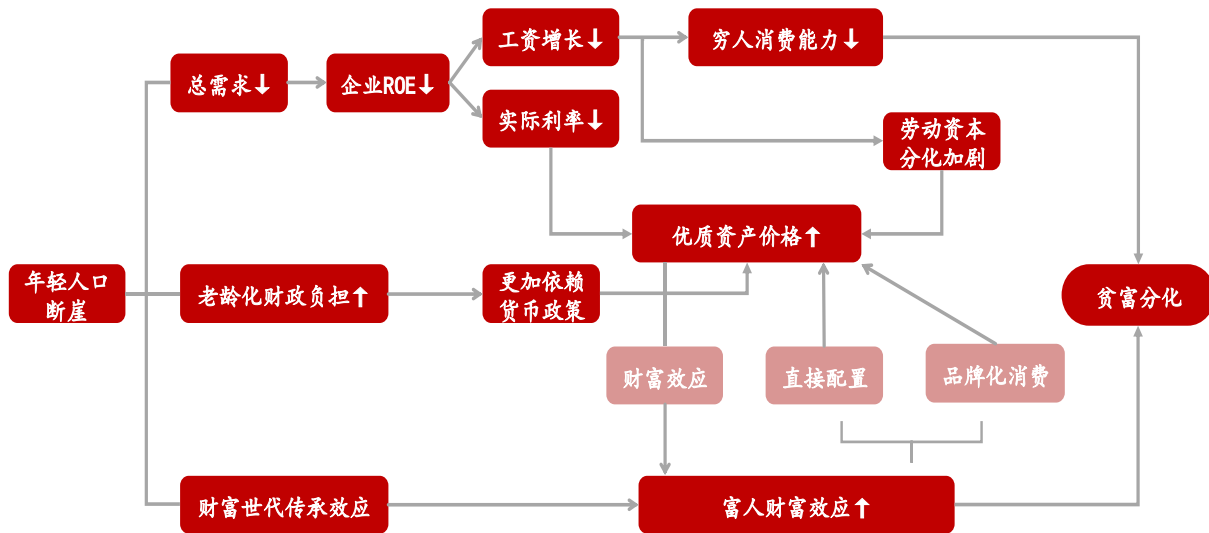 工资增长↓
穷人消费能力↓
总需求↓
企业ROE↓
实际利率↓
劳动资本
分化加剧
优质资产价格↑
年轻人口
断崖
老龄化财政负担↑
更加依赖
货币政策
贫富分化
财富效应
直接配置
品牌化消费
财富世代传承效应
富人财富效应↑